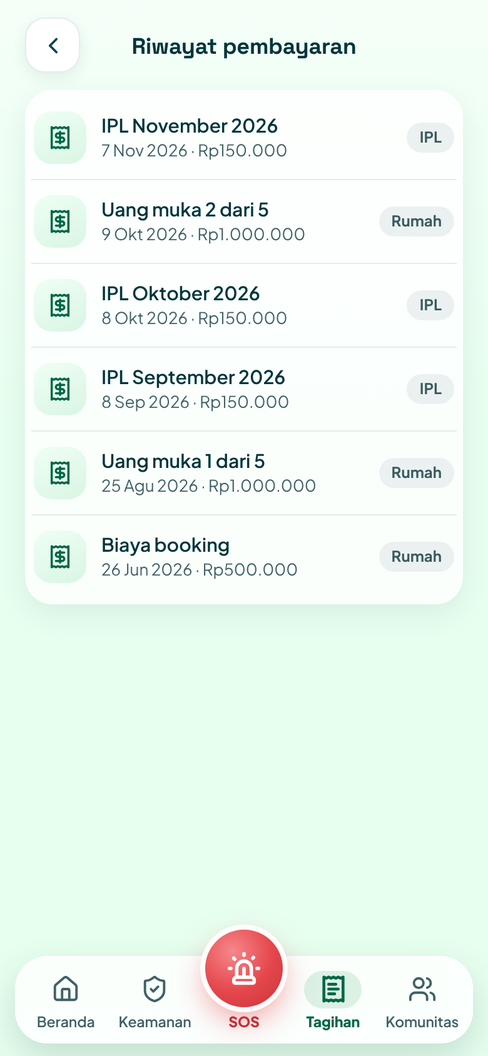 Riwayat pembayaran
IPL November 2026
7 Nov 2026 · Rp150.000
IPL
Uang muka 2 dari 5
9 Okt 2026 · Rp1.000.000
Rumah
IPL Oktober 2026
8 Okt 2026 · Rp150.000
IPL
IPL September 2026
8 Sep 2026 · Rp150.000
IPL
Uang muka 1 dari 5
25 Agu 2026 · Rp1.000.000
Rumah
Biaya booking
26 Jun 2026 · Rp500.000
Rumah
Beranda
Keamanan
SOS
Tagihan
Komunitas